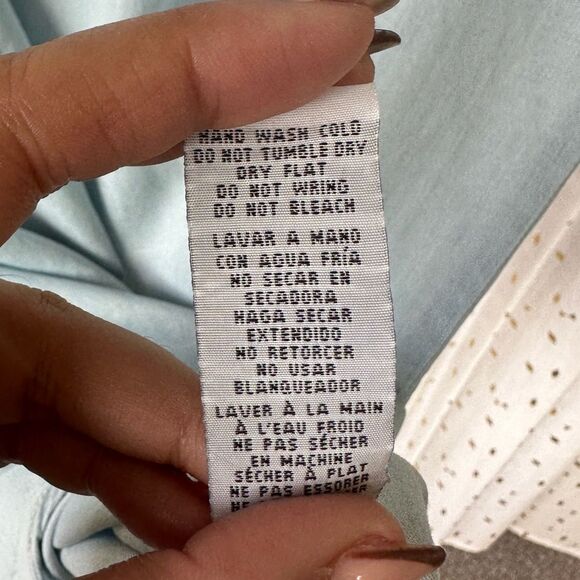 HAND WASH COLD
DO NOT TUMBLE DRY
DRY FLAT
DO NOT WRING
DO NOT BLEACH
LAVAR A MANO
CON AGUA FRÍA
NO SECAR EN
SECADORA
HAGA SECAR
EXTENDIDO
NO RETORCER
NO USAR
BLANQUEADOR
LAVER À LA MAIN
À L'EAU FROID
NE PAS SÉCHER
EN MACHINE
SÉCHER À PLAT
NE PAS ESSORER